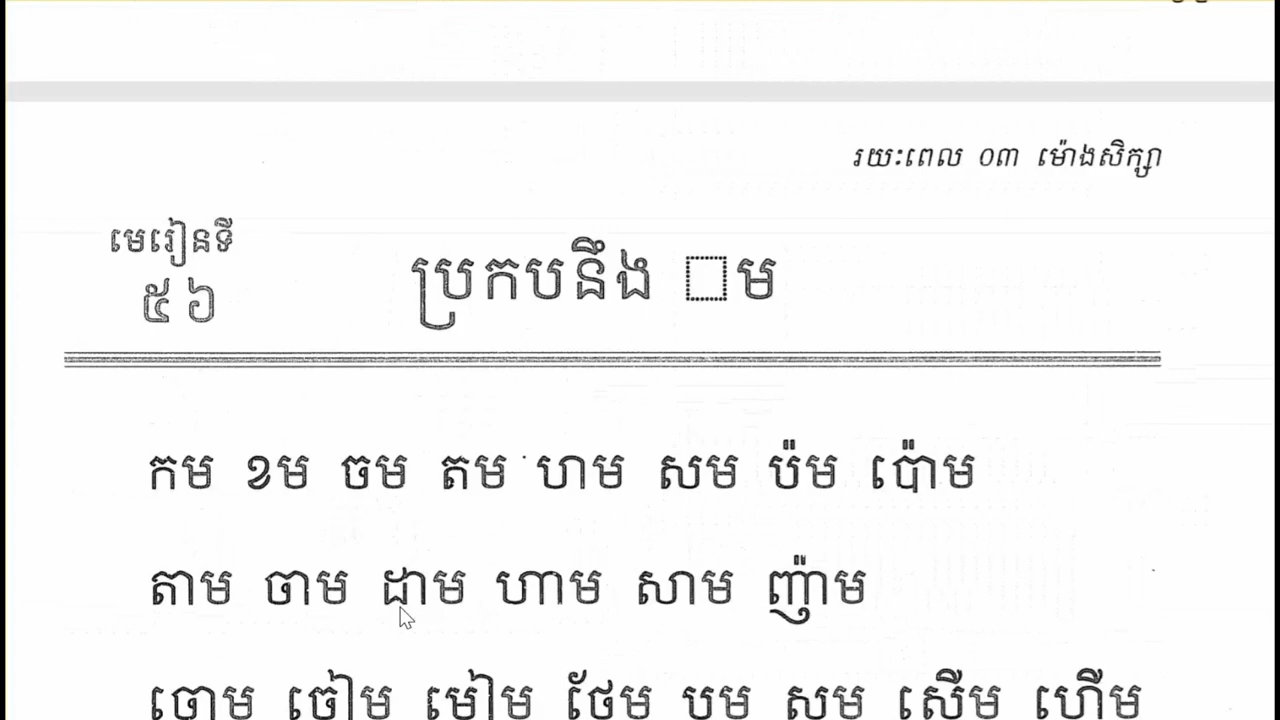 រយៈពេល ០៣ ម៉ោងសិក្សា
មេរៀនទី
៥៦
ប្រកបនឹង ម
កម ខម ចម តម ហម សម ប៉ម ប៉ោម
តាម ចាម ដាម ហាម សាម ញ៉ាម
ចោម ចៀម មៀម ថែម បម សម សើម ហើម